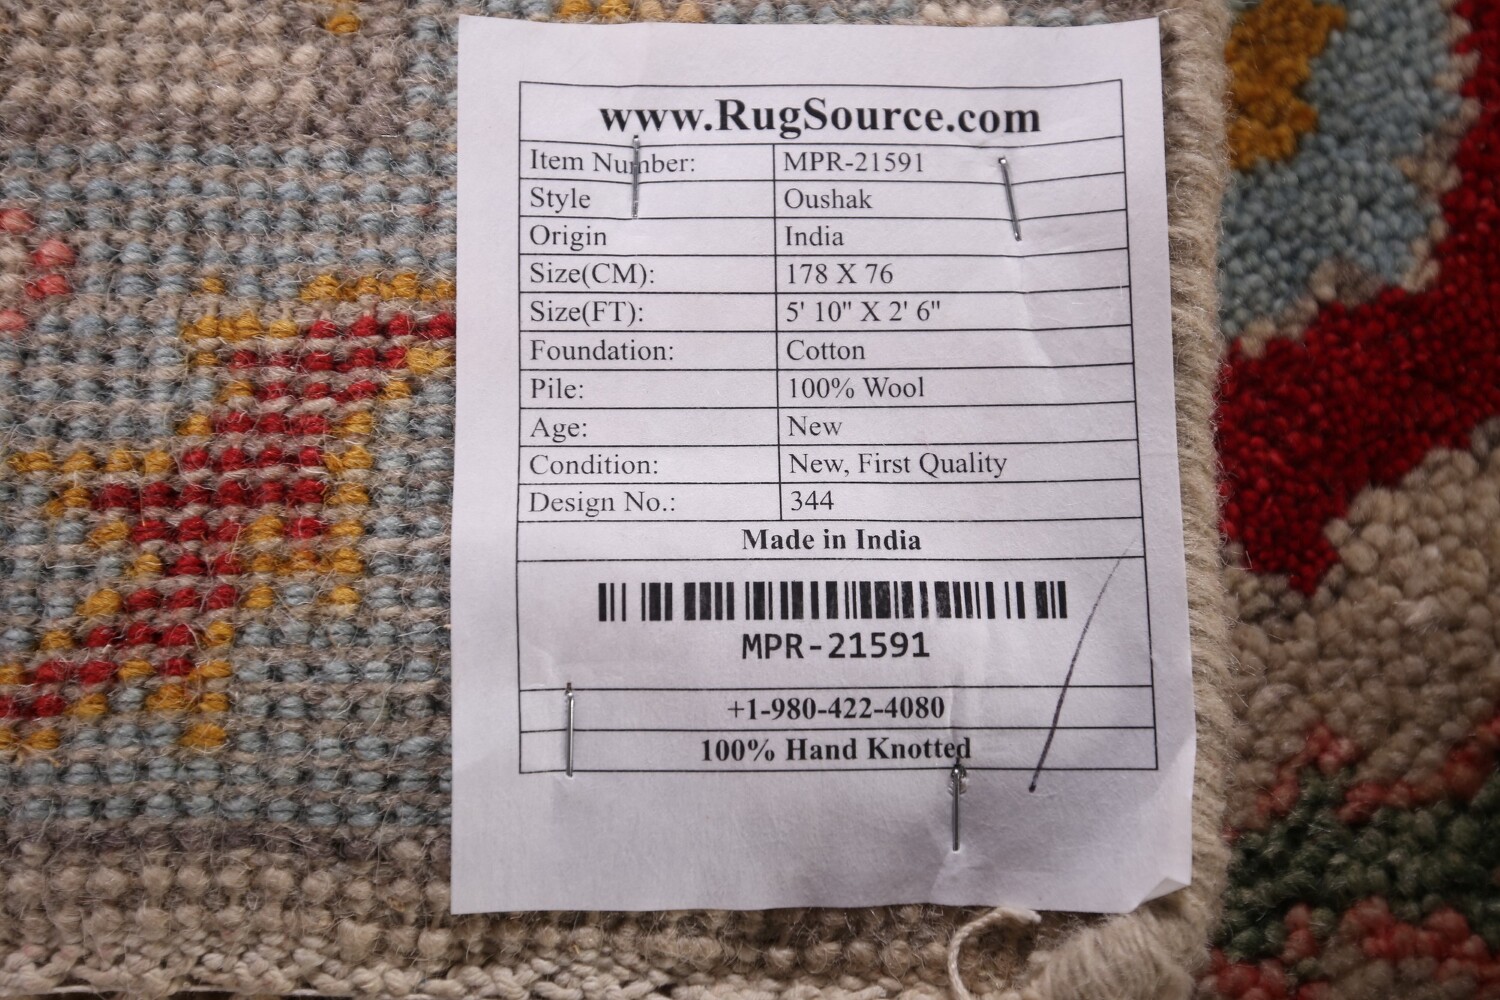 www.RugSource.com
Item Number: MPR-21591
Style Oushak
Origin India
Size(CM): 178 X 76
Size(FT): 5' 10" X 2' 6"
Foundation: Cotton
Pile: 100% Wool
Age: New
Condition: New, First Quality
Design No.: 344
Made in India
MPR-21591
+1-980-422-4080
100% Hand Knotted